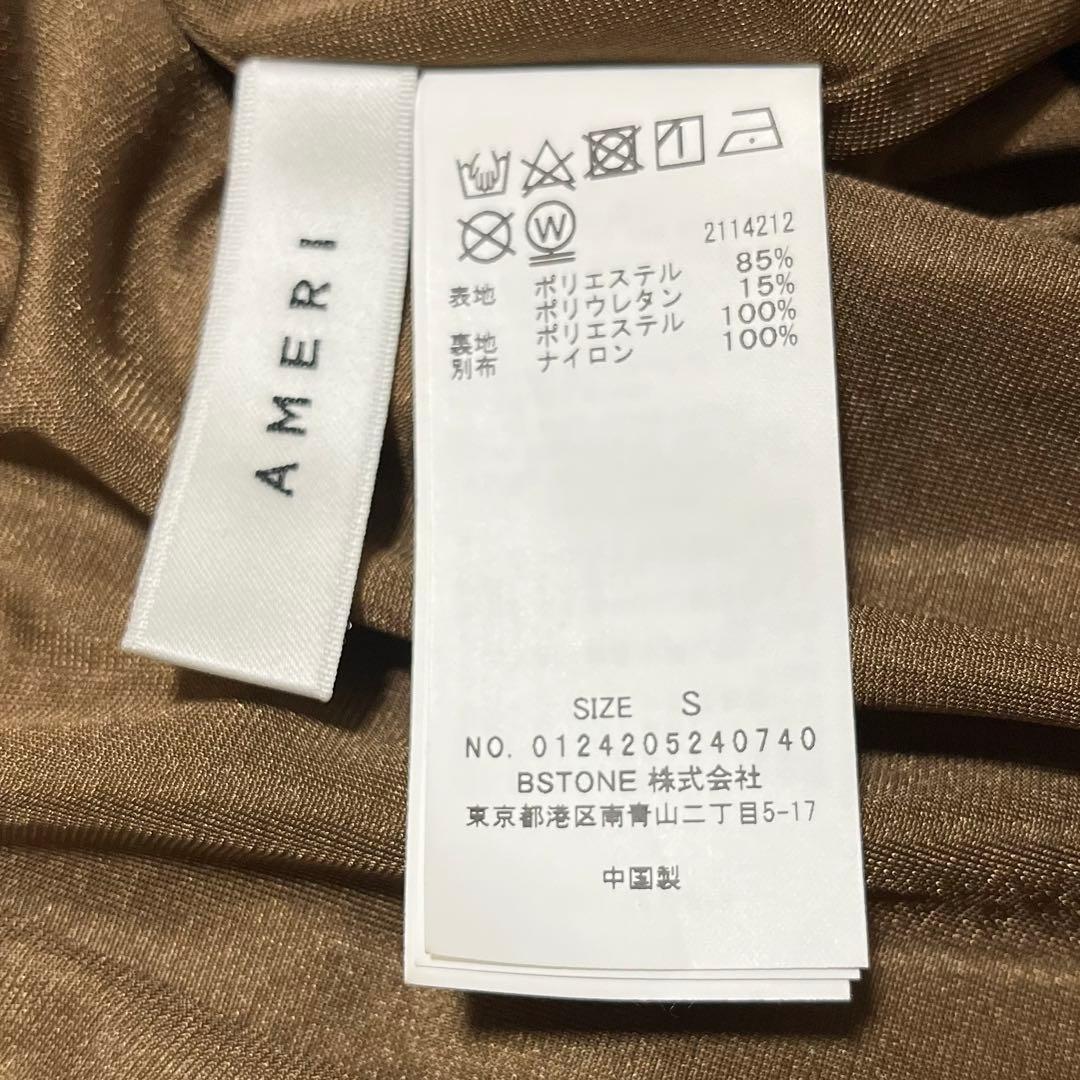 AMERI
W
2114212
表地 ポリエステル 85%
ポリウレタン 15%
裏地 ポリエステル 100%
別布 ナイロン 100%
SIZE S
NO. 0124205240740
BSTONE 株式会社
東京都港区南青山二丁目5-17
中国製